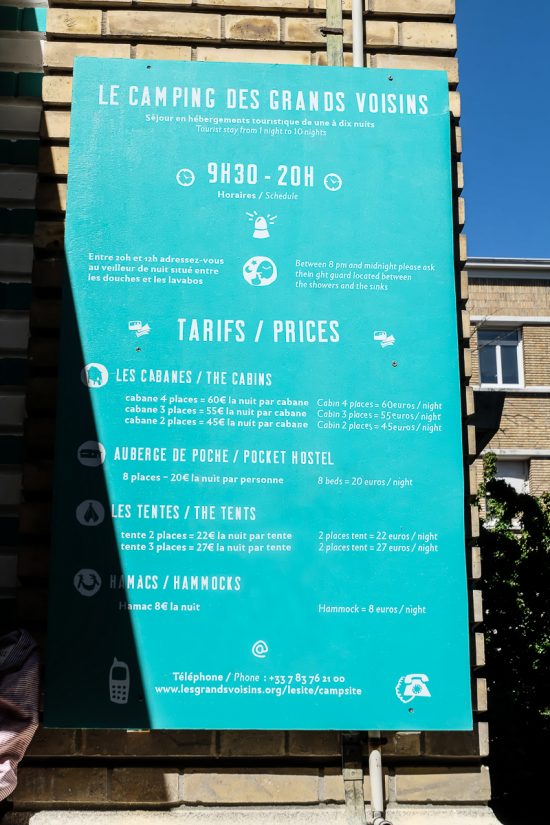 LE CAMPING DES GRANDS VOISINS
Séjour en hébergements touristique de une à dix nuits
Tourist stay from 1 night to 10 nights
9H30 - 20H
Horaires / Schedule
Entre 20h et 12h adressez-vous
au veilleur de nuit situé entre
les douches et les lavabos
Between 8 pm and midnight please ask
thein ght guard located between
the showers and the sinks
TARIFS / PRICES
LES CABANES / THE CABINS
cabane 4 places = 60€ la nuit par cabane Cabin 4 places = 60euros / night
cabane 3 places = 55€ la nuit par cabane Cabin 3 places = 55euros / night
cabane 2 places = 45€ la nuit par cabane Cabin 2 places = 45euros / night
AUBERGE DE POCHE / POCKET HOSTEL
8 places – 20€ la nuit par personne 8 beds = 20 euros / night
LES TENTES / THE TENTS
tente 2 places = 22€ la nuit par tente 2 places tent = 22 euros / night
tente 3 places = 27€ la nuit par tente 2 places tent = 27 euros / night
HAMACS / HAMMOCKS
Hamac 8€ la nuit Hammock = 8 euros / night
@
Téléphone / Phone : +33 7 83 76 21 00
www.lesgrandsvoisins.org/lesite/campsite